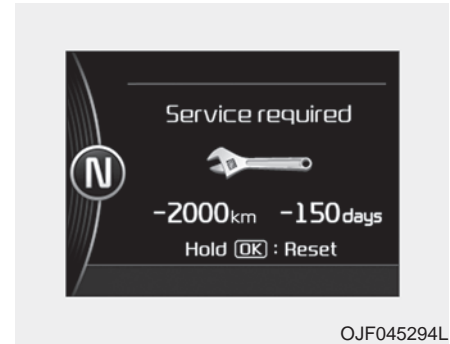 Service required
N
-2000km -150days
Hold OK : Reset
OJF045294L